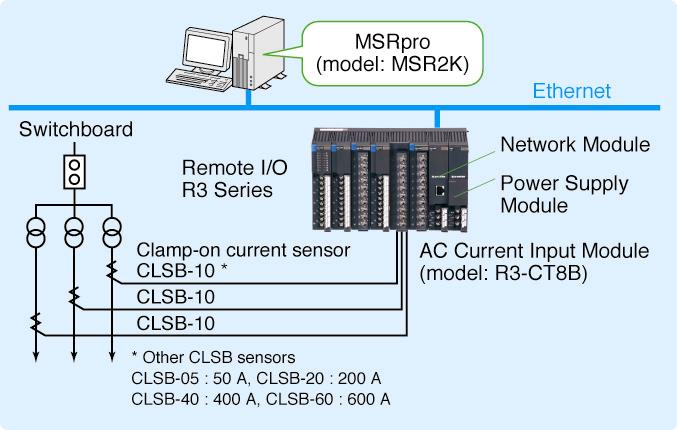 MSRpro
(model: MSR2K)
Ethernet
Switchboard
Remote I/O
R3 Series
Network Module
Power Supply
Module
Clamp-on current sensor
CLSB-10 *
AC Current Input Module
(model: R3-CT8B)
CLSB-10
CLSB-10
* Other CLSB sensors
CLSB-05 : 50 A, CLSB-20 : 200 A
CLSB-40 : 400 A, CLSB-60 : 600 A